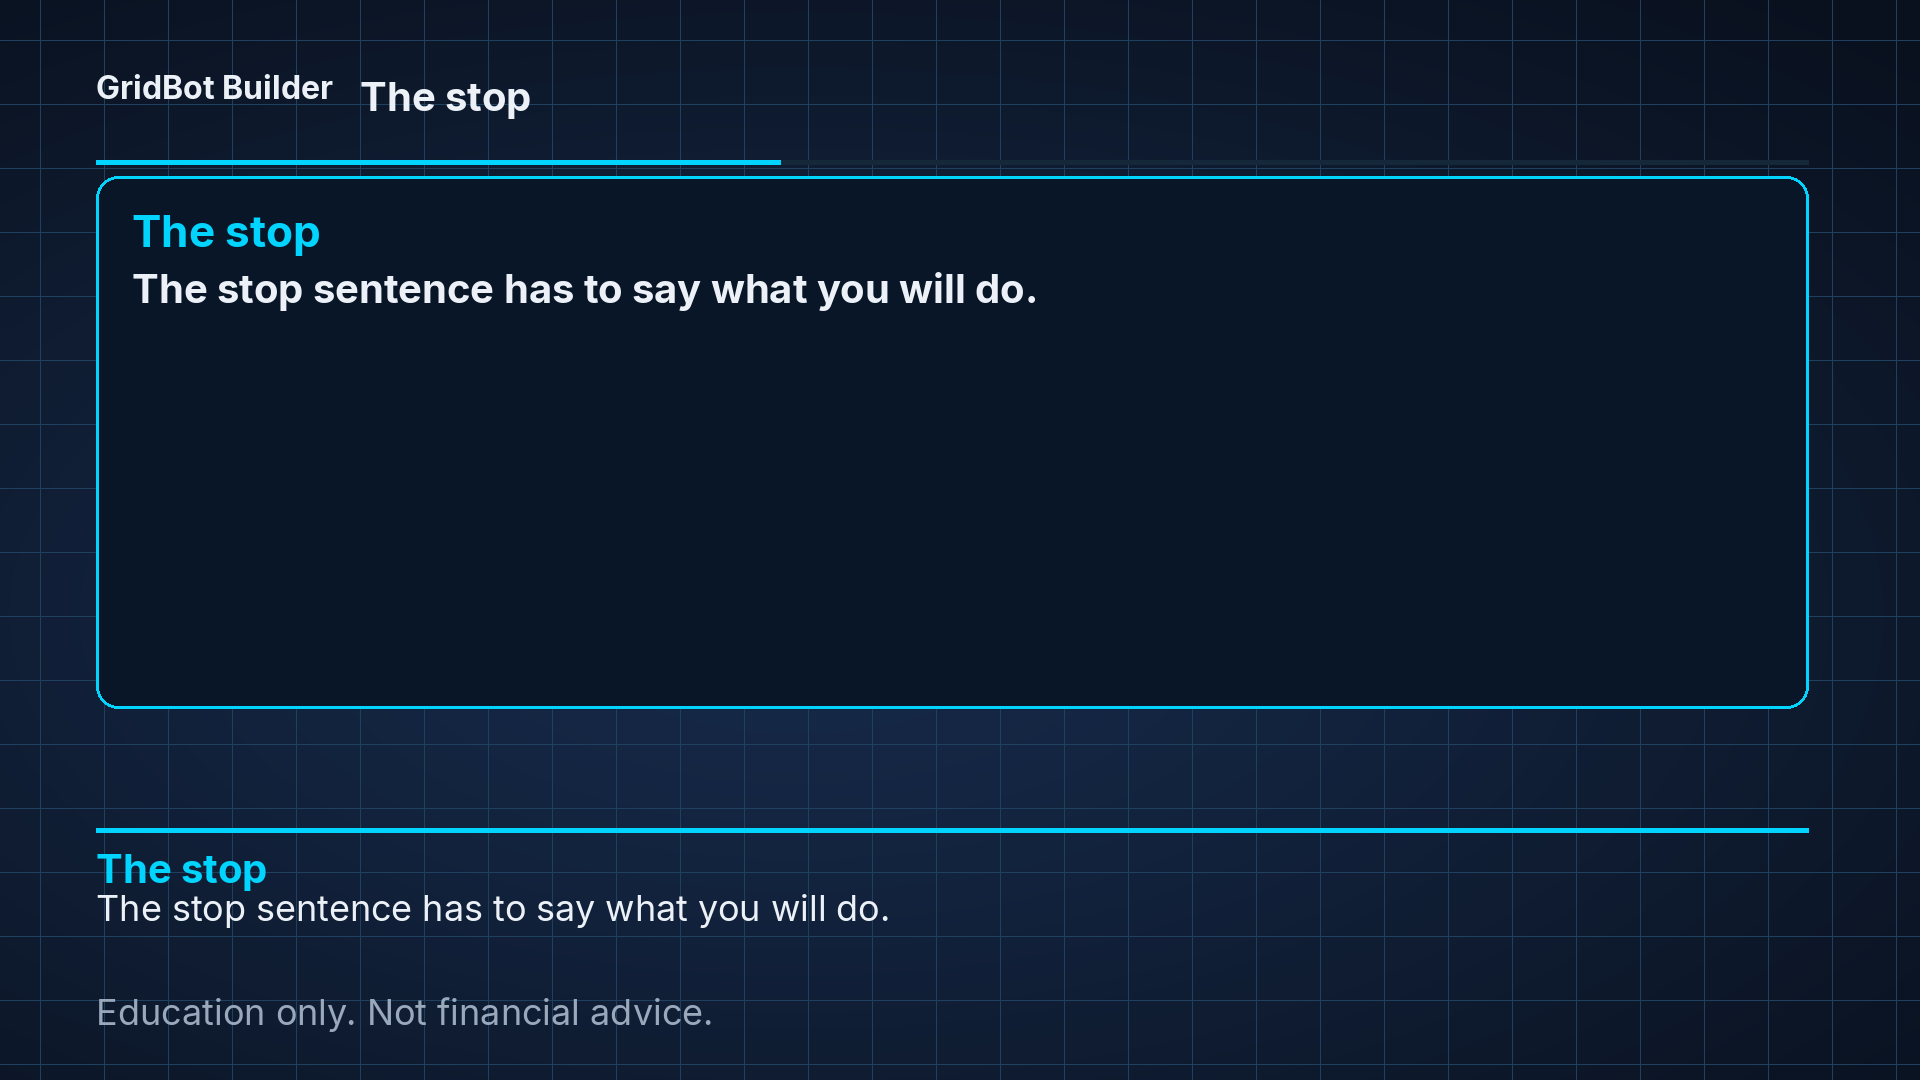 GridBot Builder The stop
The stop
The stop sentence has to say what you will do.
The stop
The stop sentence has to say what you will do.
Education only. Not financial advice.